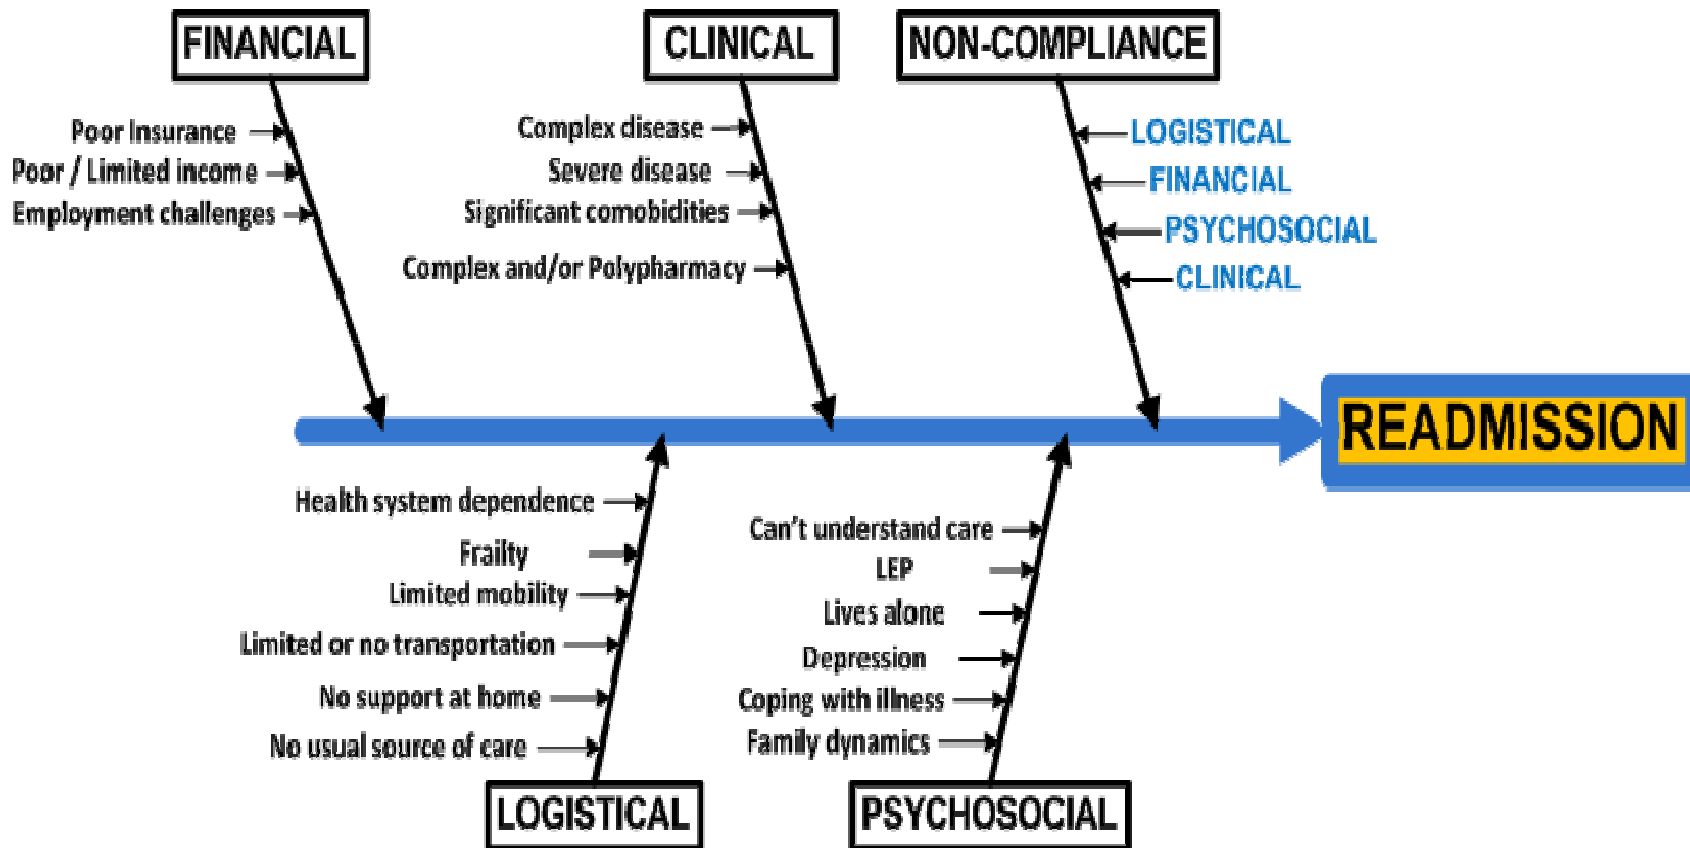 FINANCIAL
CLINICAL
NON-COMPLIANCE
Poor Insurance
Poor / Limited income
Employment challenges
Complex disease
Severe disease
Significant comobidities
Complex and/or Polypharmacy
LOGISTICAL
FINANCIAL
PSYCHOSOCIAL
CLINICAL
READMISSION
Health system dependence
Frailty
Limited mobility
Limited or no transportation
No support at home
No usual source of care
Can't understand care
LEP
Lives alone
Depression
Coping with illness
Family dynamics
LOGISTICAL
PSYCHOSOCIAL